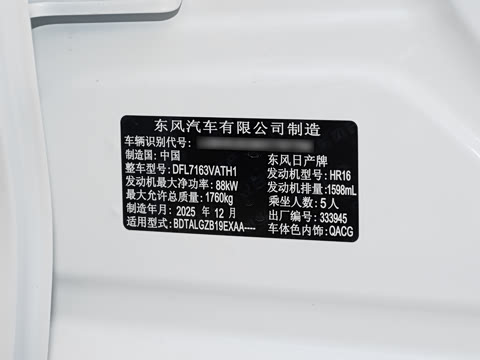 东风汽车有限公司制造
车辆识别代号:
制造国: 中国 东风日产牌
整车型号: DFL7163VATH1 发动机型号: HR16
发动机最大净功率: 88kW 发动机排量: 1598mL
最大允许总质量: 1760kg 乘坐人数: 5人
制造年月: 2025 年 12月 出厂编号: 333945
适用型号: BDTALGZB19EXAA---- 车体色内饰: QACG